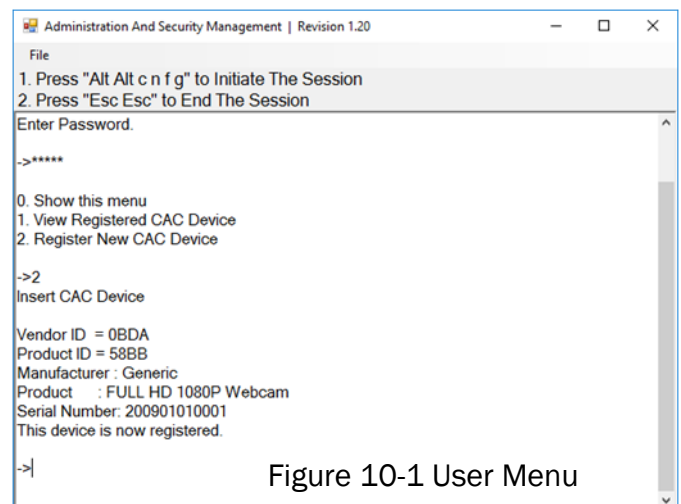 Administration And Security Management | Revision 1.20
File
1. Press "Alt Alt c n f g" to Initiate The Session
2. Press "Esc Esc" to End The Session
Enter Password.
->*****
0. Show this menu
1. View Registered CAC Device
2. Register New CAC Device
->2
Insert CAC Device
Vendor ID = 0BDA
Product ID = 58BB
Manufacturer : Generic
Product : FULL HD 1080P Webcam
Serial Number: 200901010001
This device is now registered.
->
Figure 10-1 User Menu